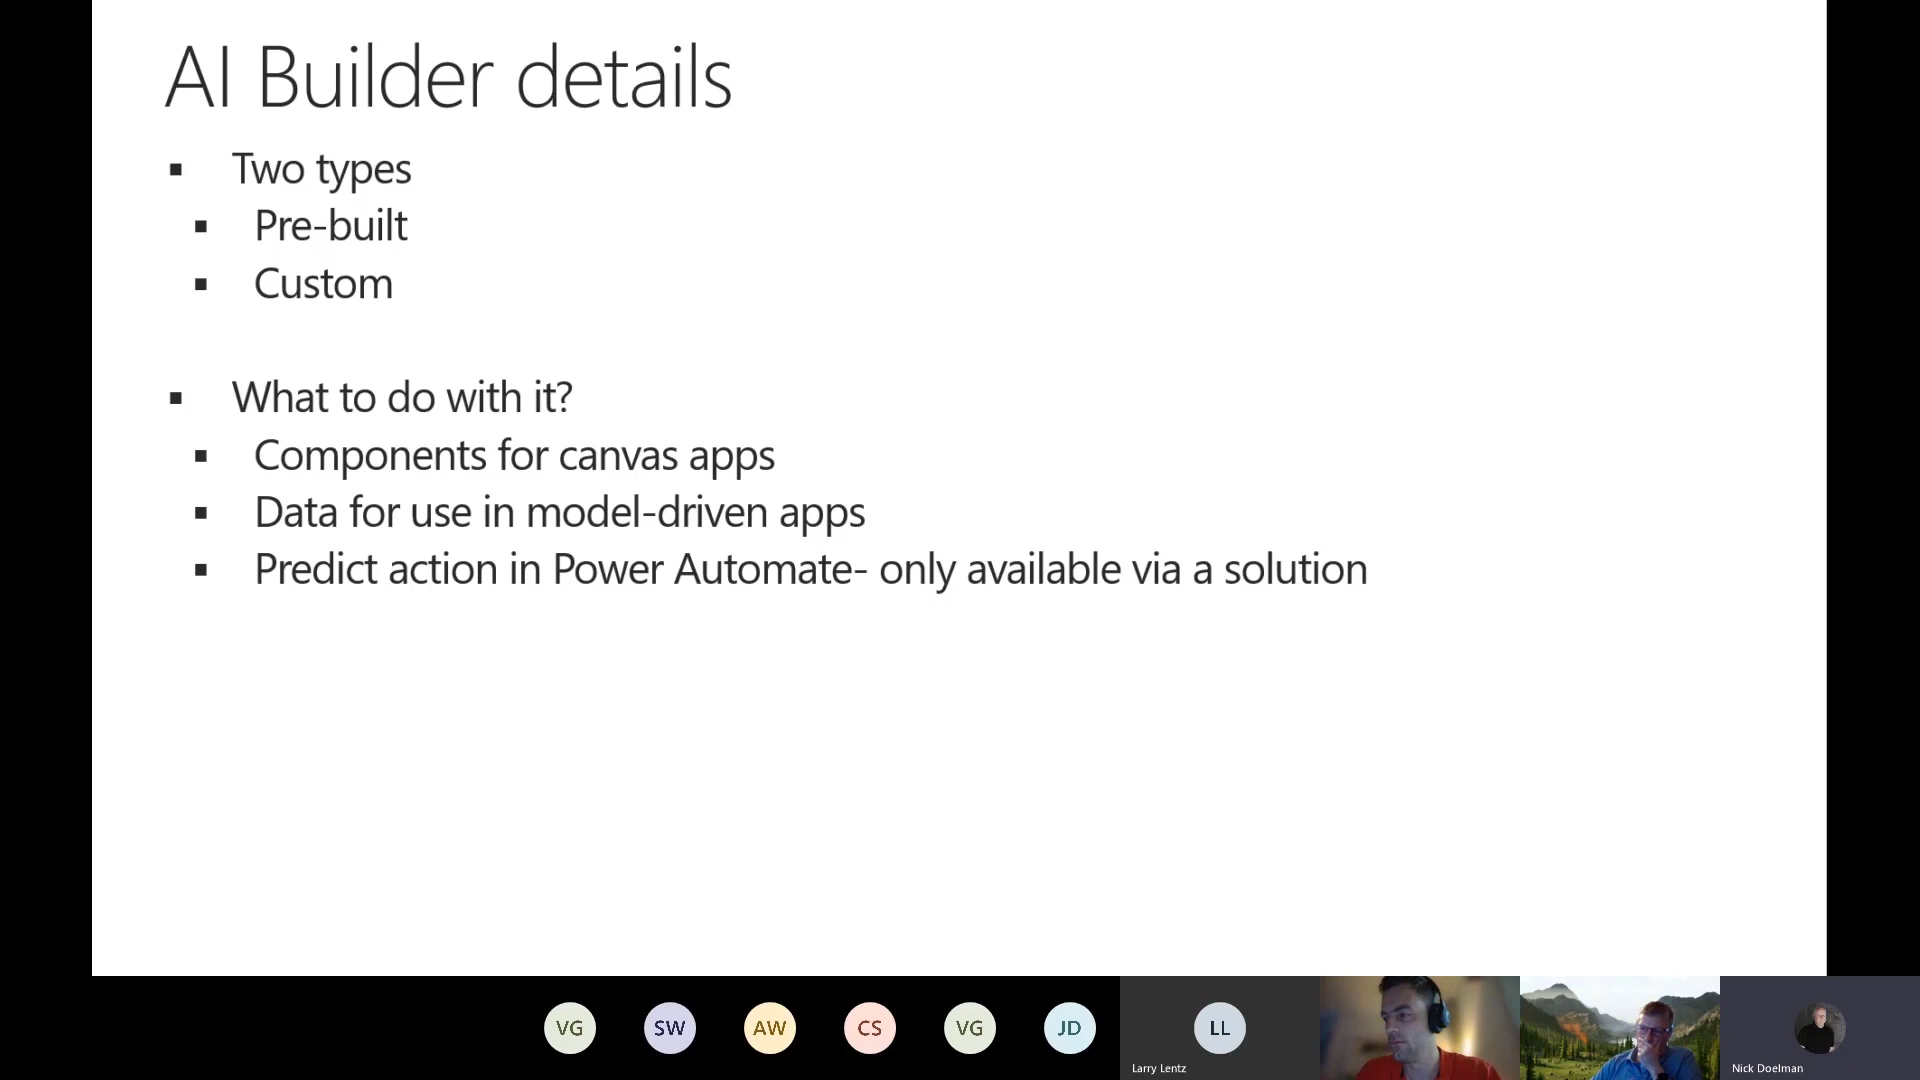 AI Builder details
▪ Two types
▪ Pre-built
▪ Custom
▪ What to do with it?
▪ Components for canvas apps
▪ Data for use in model-driven apps
▪ Predict action in Power Automate- only available via a solution
VG SW AW CS VG JD LL
Larry Lentz
Nick Doelman